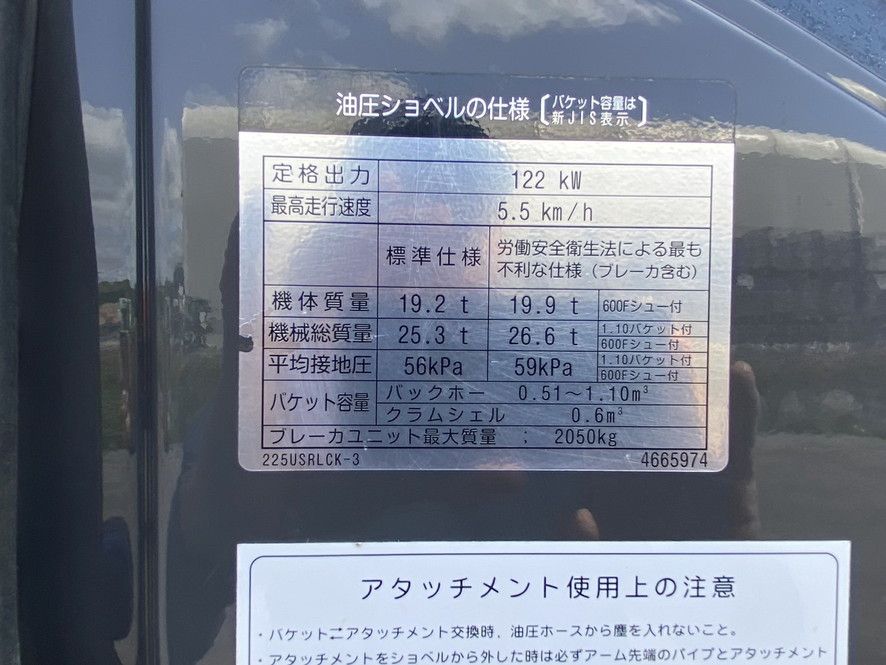 油圧ショベルの仕様〔バケット容量は新JIS表示〕
定格出力 122 kW
最高走行速度 5.5 km/h
標準仕様 労働安全衛生法による最も
不利な仕様(ブレーカ含む)
機体質量 19.2 t 19.9 t 600Fシュー付
機械総質量 25.3 t 26.6 t 1.10バケット付
600Fシュー付
平均接地圧 56kPa 59kPa 1.10バケット付
600Fシュー付
バケット容量 バックホー 0.51〜1.10m³
クラムシェル 0.6m³
ブレーカユニット最大質量 : 2050kg
225USRLCK-3 4665974
アタッチメント使用上の注意
・バケット⇄アタッチメント交換時, 油圧ホースから塵を入れないこと。
・アタッチメントをショベルから外した時は必ずアーム先端のパイプとアタッチメント